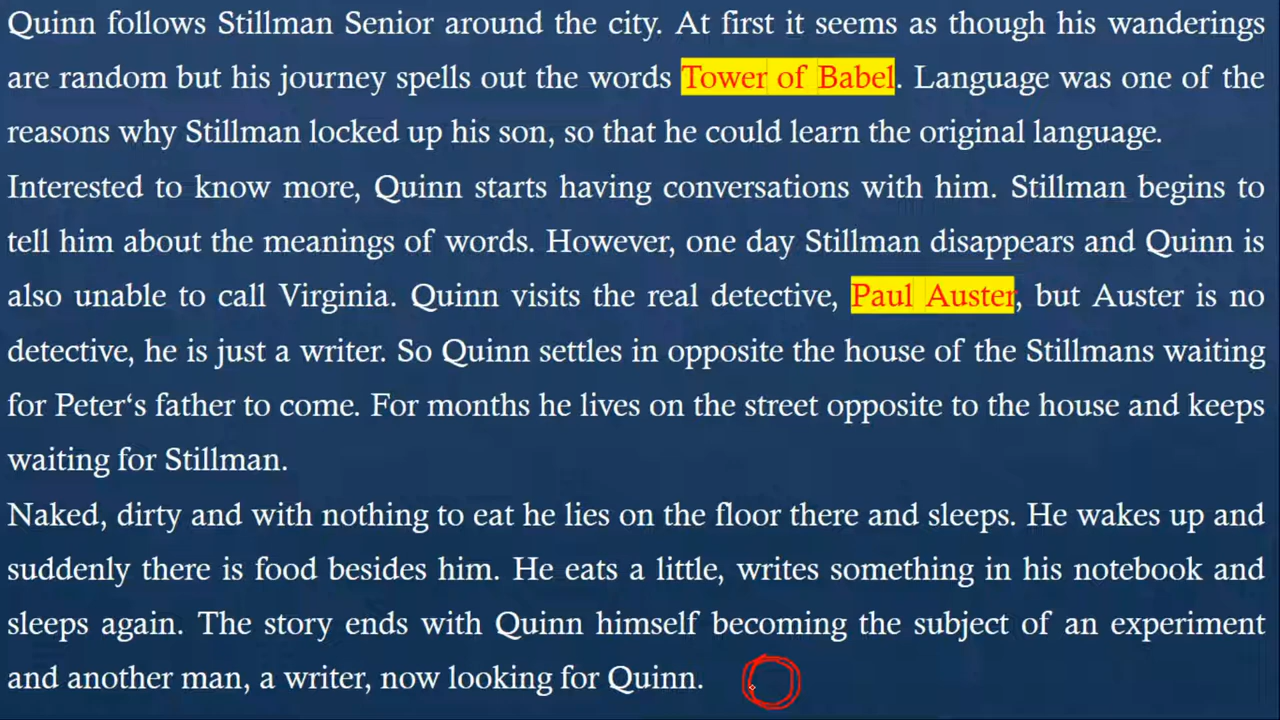 Quinn follows Stillman Senior around the city. At first it seems as though his wanderings
are random but his journey spells out the words Tower of Babel. Language was one of the
reasons why Stillman locked up his son, so that he could learn the original language.
Interested to know more, Quinn starts having conversations with him. Stillman begins to
tell him about the meanings of words. However, one day Stillman disappears and Quinn is
also unable to call Virginia. Quinn visits the real detective, Paul Auster, but Auster is no
detective, he is just a writer. So Quinn settles in opposite the house of the Stillmans waiting
for Peter‘s father to come. For months he lives on the street opposite to the house and keeps
waiting for Stillman.
Naked, dirty and with nothing to eat he lies on the floor there and sleeps. He wakes up and
suddenly there is food besides him. He eats a little, writes something in his notebook and
sleeps again. The story ends with Quinn himself becoming the subject of an experiment
and another man, a writer, now looking for Quinn.